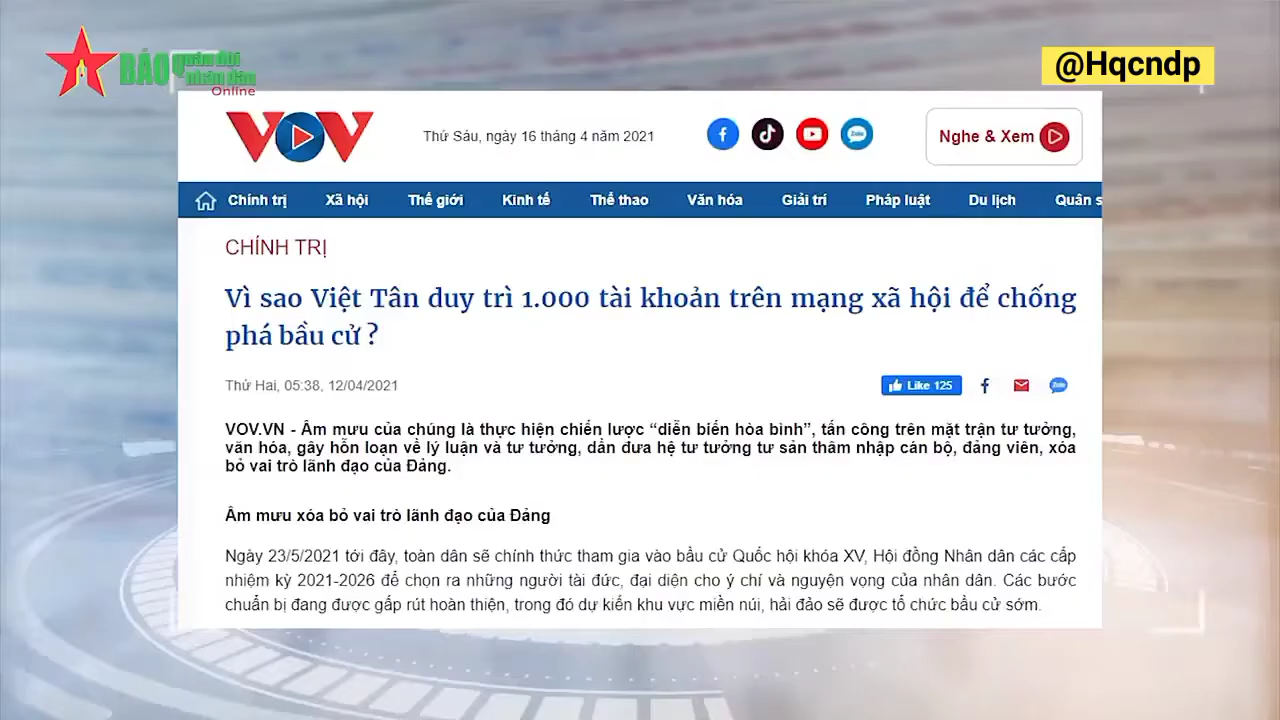 BÁO Quân đội
nhân dân
Online
@Hqcndp
VOV
Thứ Sáu, ngày 16 tháng 4 năm 2021
Zalo
Nghe & Xem
Chính trị Xã hội Thế giới Kinh tế Thể thao Văn hóa Giải trí Pháp luật Du lịch Quân s
CHÍNH TRỊ
Vì sao Việt Tân duy trì 1.000 tài khoản trên mạng xã hội để chống
phá bầu cử ?
Thứ Hai, 05:38, 12/04/2021
Like 125
Zalo
VOV.VN - Âm mưu của chúng là thực hiện chiến lược “diễn biến hòa bình”, tấn công trên mặt trận tư tưởng,
văn hóa, gây hỗn loạn về lý luận và tư tưởng, dần đưa hệ tư tưởng tư sản thâm nhập cán bộ, đảng viên, xóa
bỏ vai trò lãnh đạo của Đảng.
Âm mưu xóa bỏ vai trò lãnh đạo của Đảng
Ngày 23/5/2021 tới đây, toàn dân sẽ chính thức tham gia vào bầu cử Quốc hội khóa XV, Hội đồng Nhân dân các cấp
nhiệm kỳ 2021-2026 để chọn ra những người tài đức, đại diện cho ý chí và nguyện vọng của nhân dân. Các bước
chuẩn bị đang được gấp rút hoàn thiện, trong đó dự kiến khu vực miền núi, hải đảo sẽ được tổ chức bầu cử sớm.